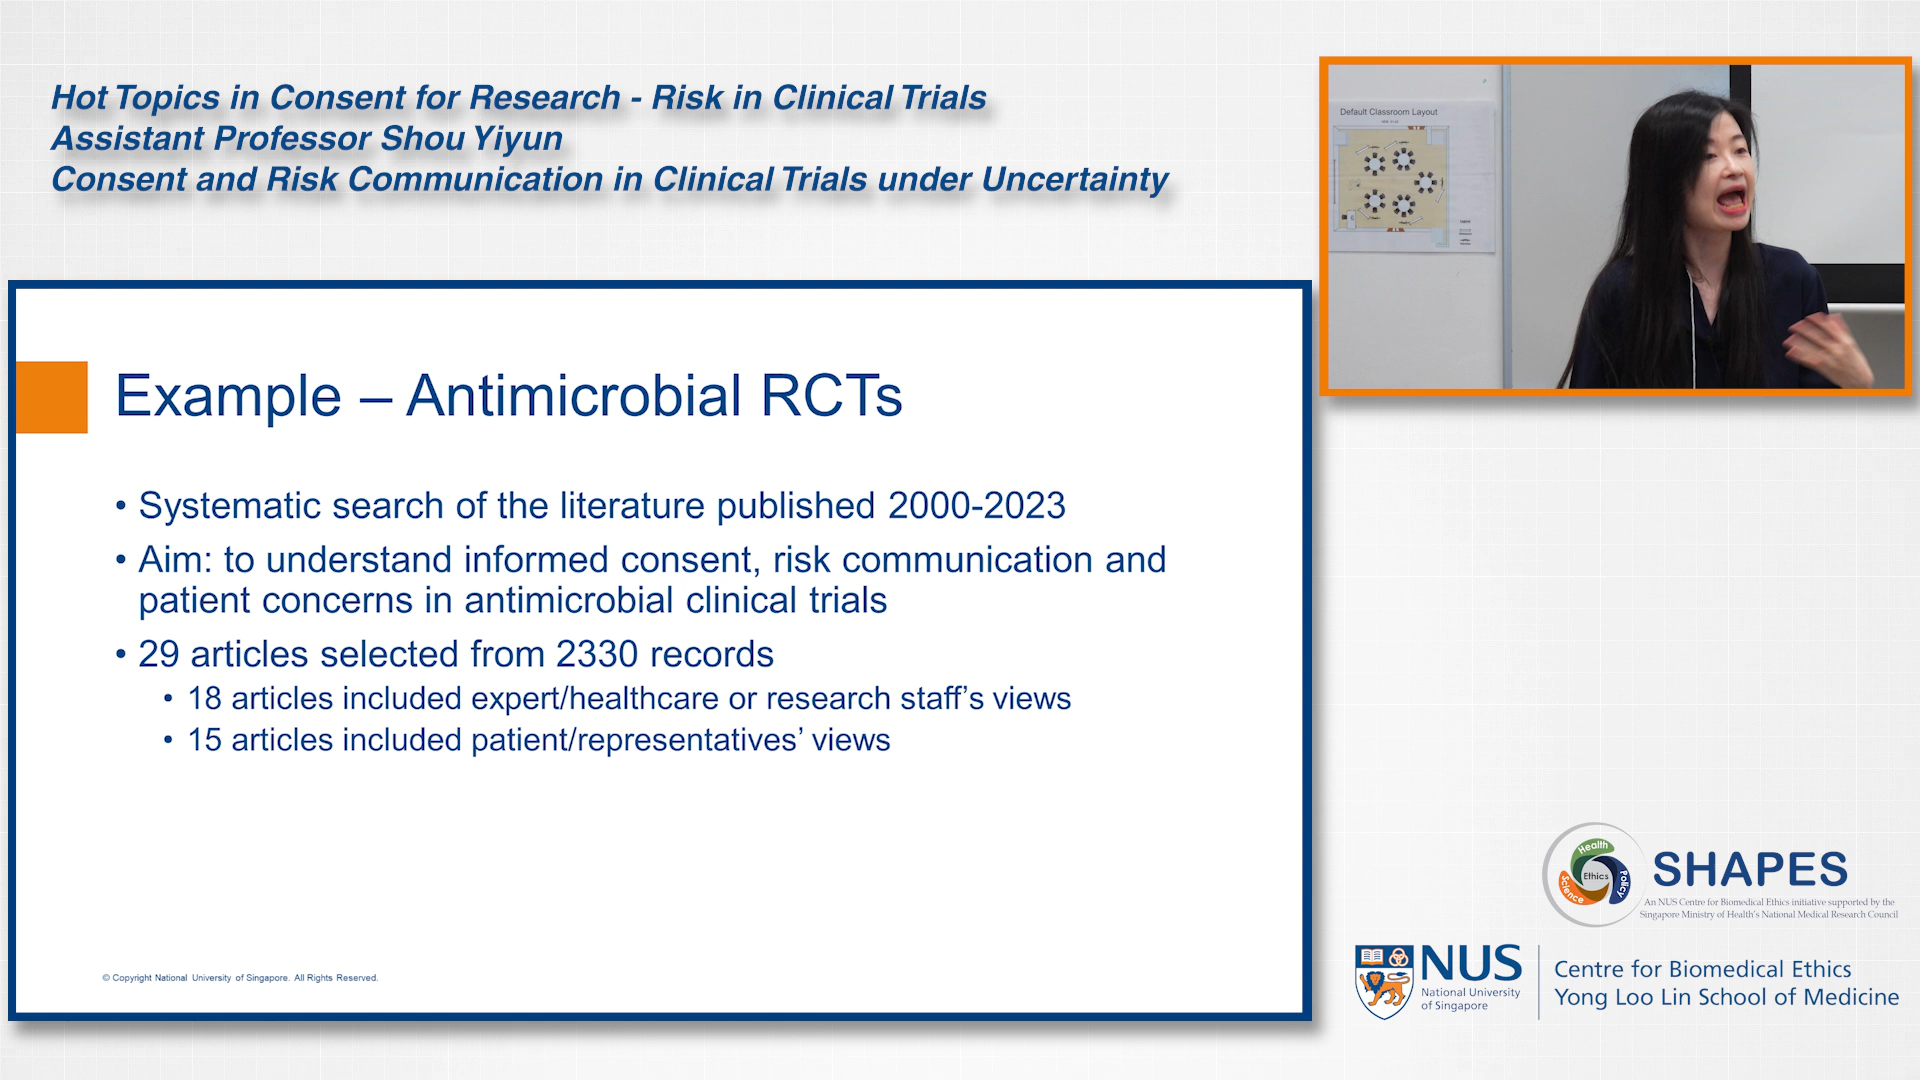 Hot Topics in Consent for Research - Risk in Clinical Trials
Assistant Professor Shou Yiyun
Consent and Risk Communication in Clinical Trials under Uncertainty
Default Classroom Layout
Example – Antimicrobial RCTs
• Systematic search of the literature published 2000-2023
• Aim: to understand informed consent, risk communication and
patient concerns in antimicrobial clinical trials
• 29 articles selected from 2330 records
• 18 articles included expert/healthcare or research staff's views
• 15 articles included patient/representatives' views
© Copyright National University of Singapore. All Rights Reserved.
Health
Ethics
Science
Policy
SHAPES
An NUS Centre for Biomedical Ethics initiative supported by the
Singapore Ministry of Health's National Medical Research Council
NUS
National University
of Singapore
Centre for Biomedical Ethics
Yong Loo Lin School of Medicine